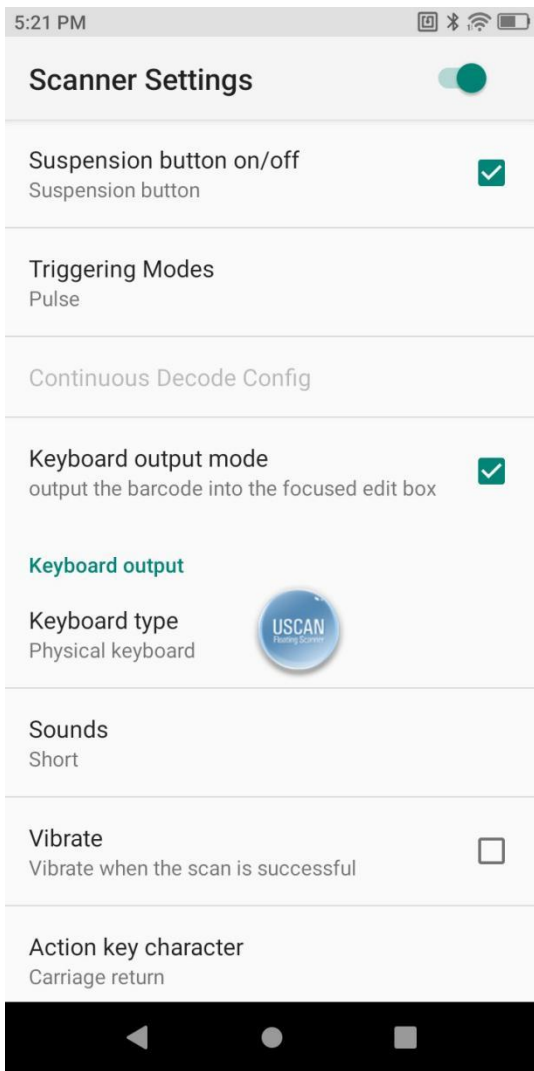 5:21 PM
Scanner Settings
Suspension button on/off
Suspension button
Triggering Modes
Pulse
Continuous Decode Config
Keyboard output mode
output the barcode into the focused edit box
Keyboard output
Keyboard type
Physical keyboard
USCAN
Floating Scanner
Sounds
Short
Vibrate
Vibrate when the scan is successful
Action key character
Carriage return